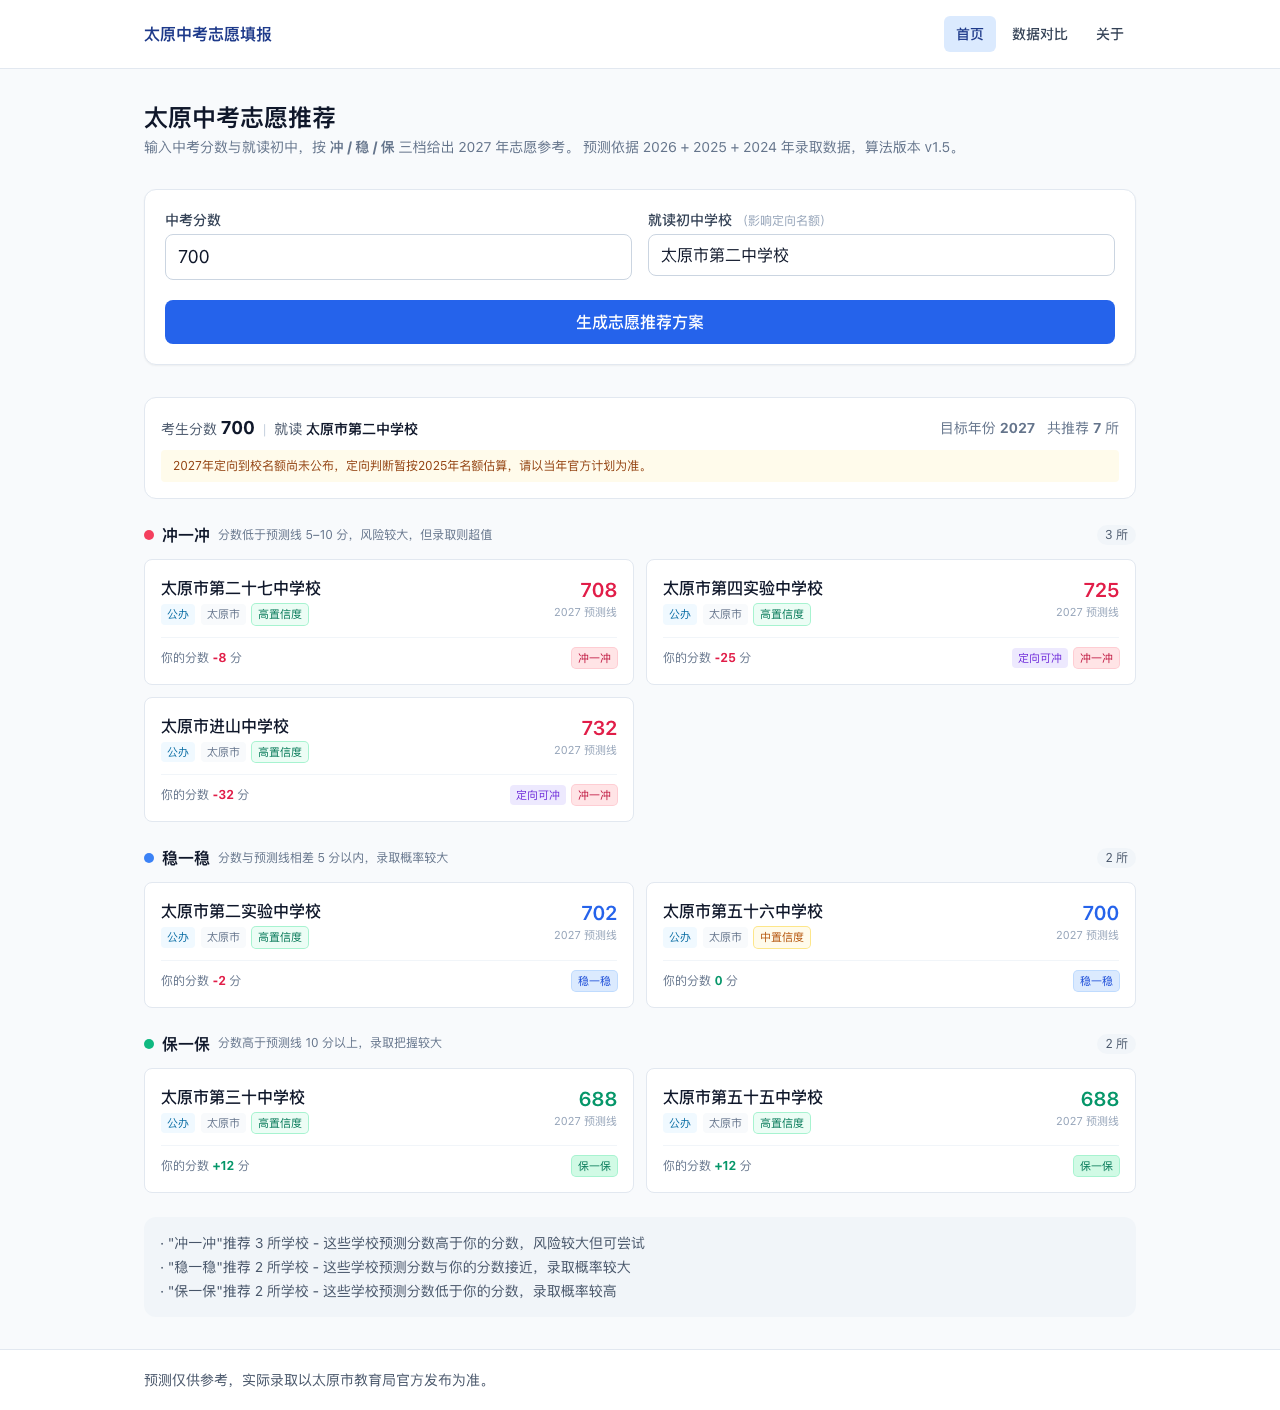 太原中考志愿填报
首页 数据对比 关于
太原中考志愿推荐
输入中考分数与就读初中，按 冲 / 稳 / 保 三档给出 2027 年志愿参考。 预测依据 2026 + 2025 + 2024 年录取数据，算法版本 v1.5。
中考分数
700
就读初中学校 （影响定向名额）
太原市第二中学校
生成志愿推荐方案
考生分数 700 | 就读 太原市第二中学校
目标年份 2027 共推荐 7 所
2027年定向到校名额尚未公布，定向判断暂按2025年名额估算，请以当年官方计划为准。
冲一冲 分数低于预测线 5–10 分，风险较大，但录取则超值 3 所
太原市第二十七中学校
708
公办 太原市 高置信度
2027 预测线
你的分数 -8 分
冲一冲
太原市第四实验中学校
725
公办 太原市 高置信度
2027 预测线
你的分数 -25 分
定向可冲 冲一冲
太原市进山中学校
732
公办 太原市 高置信度
2027 预测线
你的分数 -32 分
定向可冲 冲一冲
稳一稳 分数与预测线相差 5 分以内，录取概率较大 2 所
太原市第二实验中学校
702
公办 太原市 高置信度
2027 预测线
你的分数 -2 分
稳一稳
太原市第五十六中学校
700
公办 太原市 中置信度
2027 预测线
你的分数 0 分
稳一稳
保一保 分数高于预测线 10 分以上，录取把握较大 2 所
太原市第三十中学校
688
公办 太原市 高置信度
2027 预测线
你的分数 +12 分
保一保
太原市第五十五中学校
688
公办 太原市 高置信度
2027 预测线
你的分数 +12 分
保一保
· "冲一冲"推荐 3 所学校 - 这些学校预测分数高于你的分数，风险较大但可尝试
· "稳一稳"推荐 2 所学校 - 这些学校预测分数与你的分数接近，录取概率较大
· "保一保"推荐 2 所学校 - 这些学校预测分数低于你的分数，录取概率较高
预测仅供参考，实际录取以太原市教育局官方发布为准。